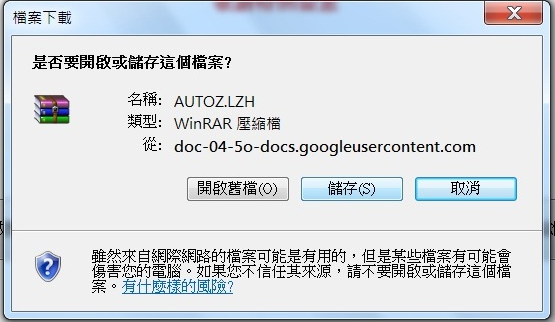 檔案下載
是否要開啟或儲存這個檔案?
名稱: AUTOZ.LZH
類型: WinRAR 壓縮檔
從: doc-04-5o-docs.googleusercontent.com
開啟舊檔(O) 儲存(S) 取消
雖然來自網際網路的檔案可能是有用的，但是某些檔案有可能會
傷害您的電腦。如果您不信任其來源，請不要開啟或儲存這個檔
案。有什麼樣的風險?